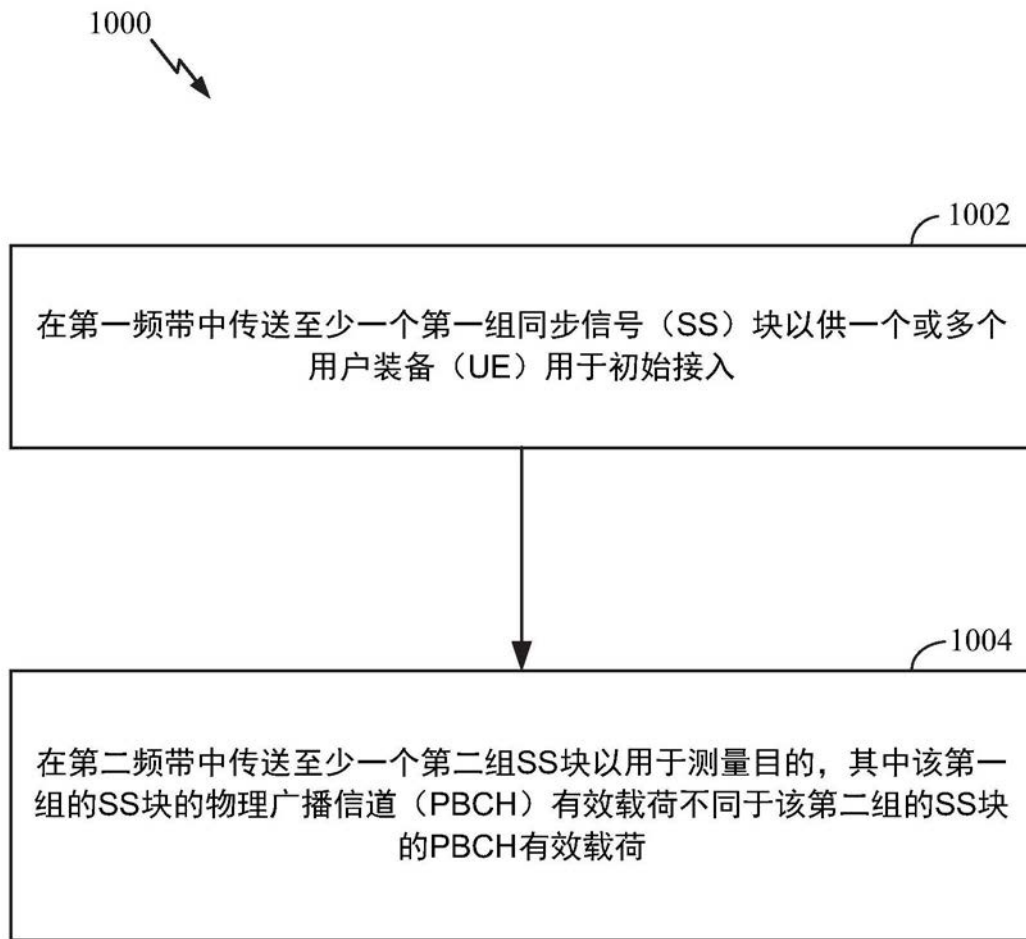 1000
1002
在第一频带中传送至少一个第一组同步信号（SS）块以供一个或多个
用户装备（UE）用于初始接入
1004
在第二频带中传送至少一个第二组SS块以用于测量目的，其中该第一
组的SS块的物理广播信道（PBCH）有效载荷不同于该第二组的SS块
的PBCH有效载荷